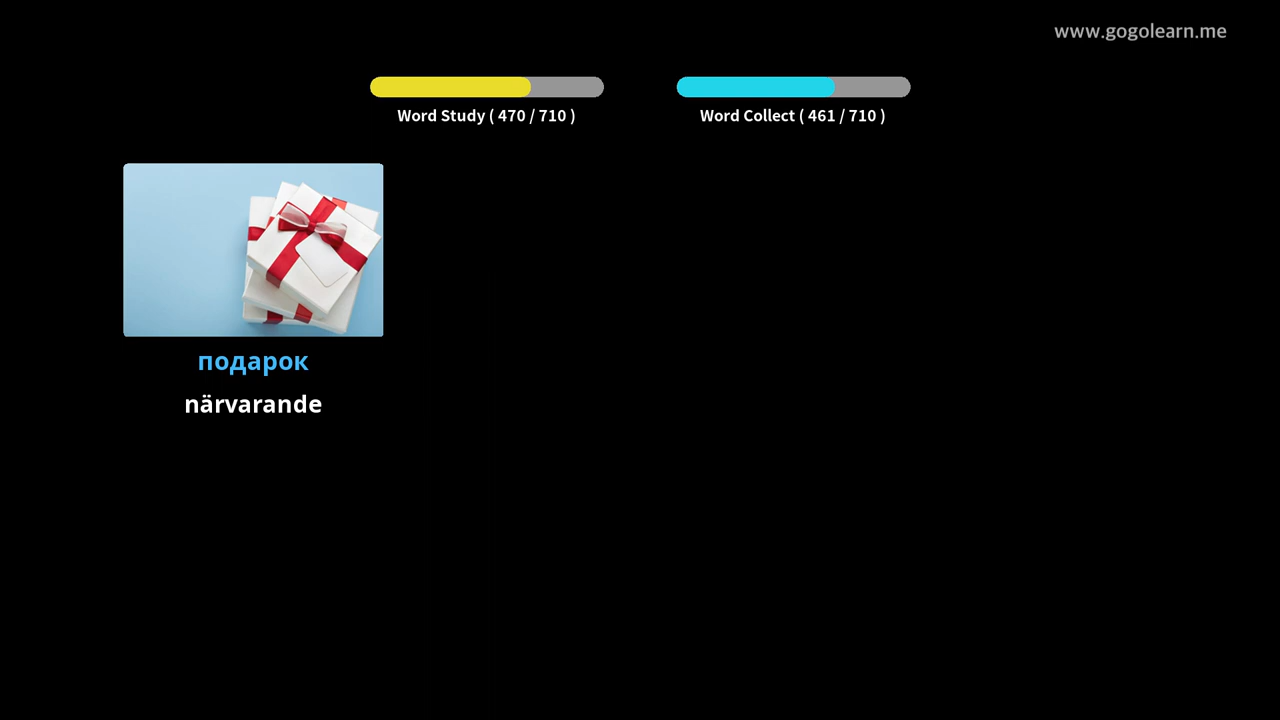 www.gogolearn.me
Word Study ( 470 / 710 )
Word Collect ( 461 / 710 )
подарок
närvarande